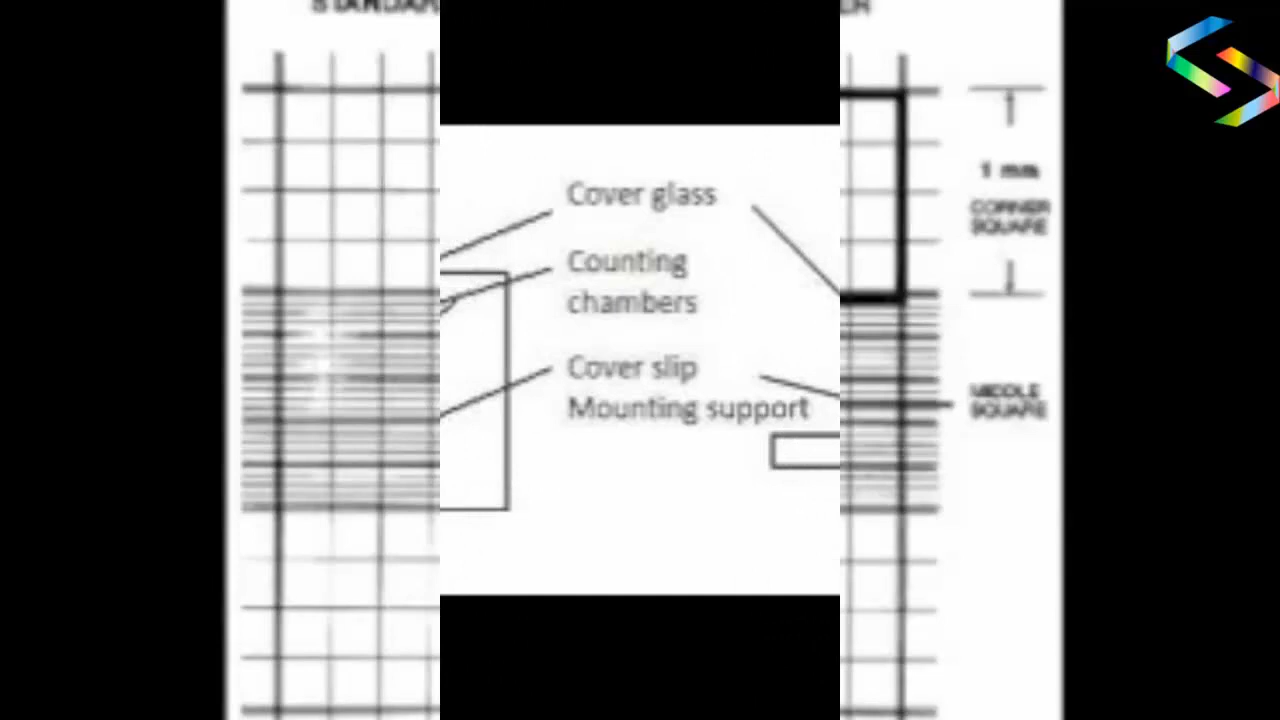 Cover glass
Counting
chambers
Cover slip
Mounting support
1 mm
CORNER
SQUARE
MIDDLE
SQUARE